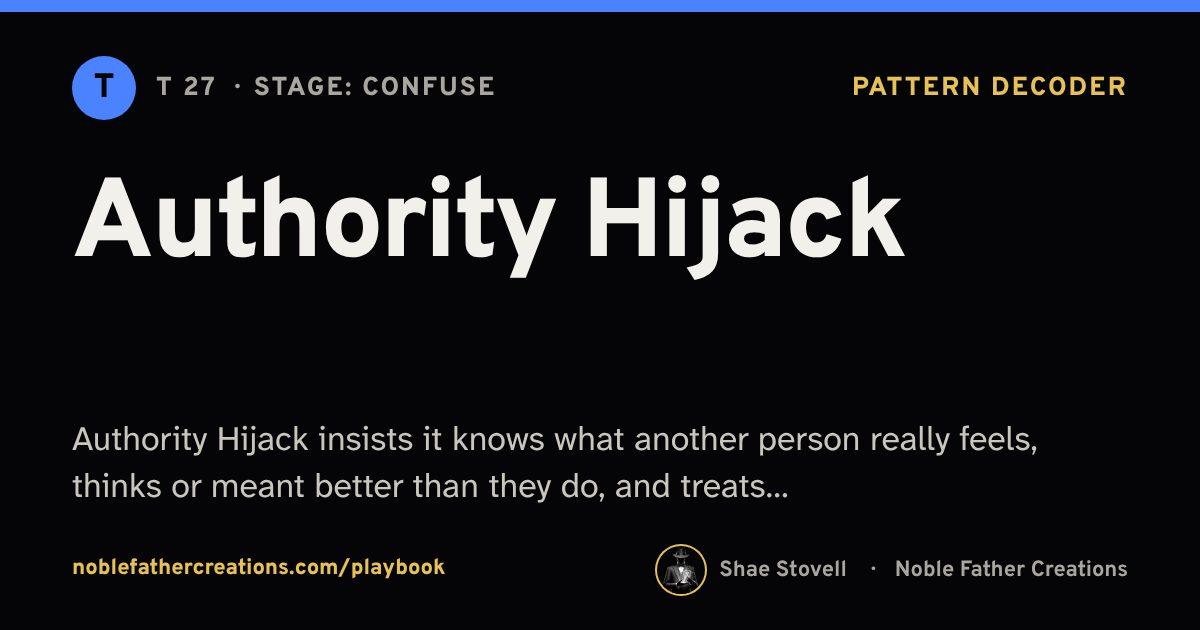 T
T 27 · STAGE: CONFUSE
PATTERN DECODER
Authority Hijack
Authority Hijack insists it knows what another person really feels,
thinks or meant better than they do, and treats...
noblefathercreations.com/playbook
Shae Stovell · Noble Father Creations